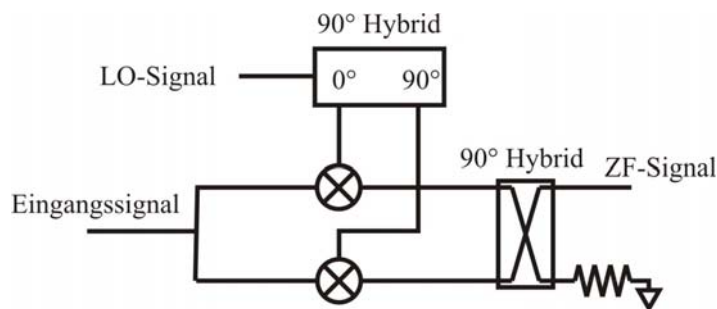 90° Hybrid
LO-Signal
0° 90°
90° Hybrid
ZF-Signal
Eingangssignal